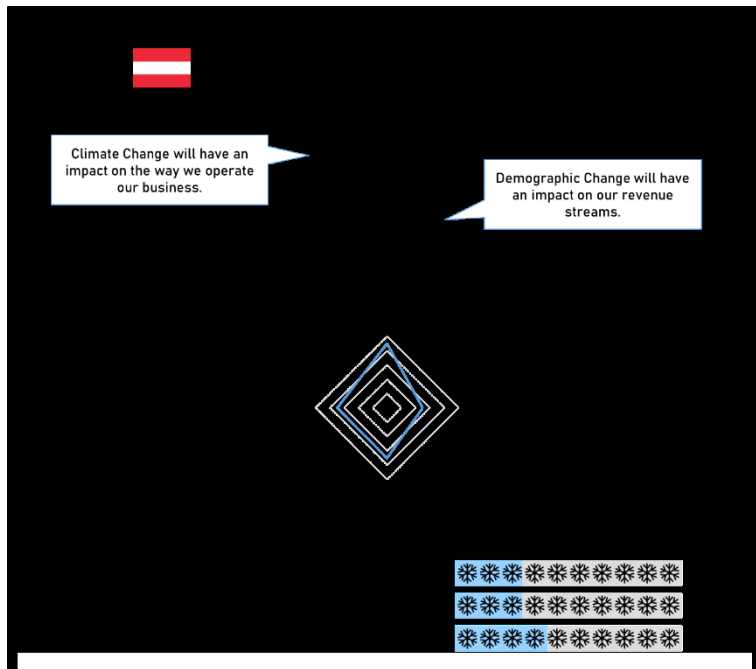 Climate Change will have an
impact on the way we operate
our business.
Demographic Change will have
an impact on our revenue
streams.